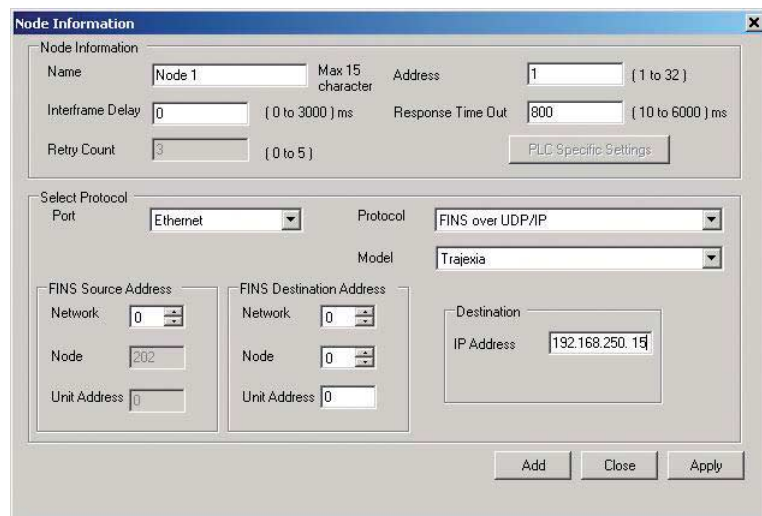 Node Information
Node Information
Name Node 1 Max 15 character Address 1 ( 1 to 32 )
Interframe Delay 0 ( 0 to 3000 ) ms Response Time Out 800 ( 10 to 6000 ) ms
Retry Count 3 ( 0 to 5 ) PLC Specific Settings
Select Protocol
Port Ethernet Protocol FINS over UDP/IP
Model Trajexia
FINS Source Address
Network 0
Node 202
Unit Address 0
FINS Destination Address
Network 0
Node 0
Unit Address 0
Destination
IP Address 192.168.250. 15
Add Close Apply